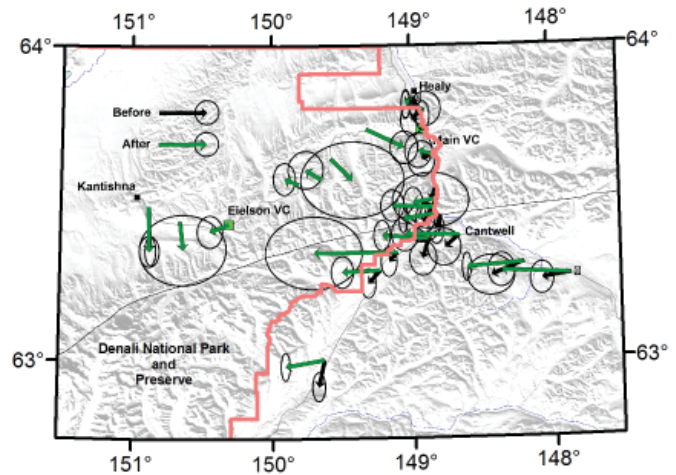 151° 150° 149° 148°
64° 64°
Healy
Before
Main VC
After
Kantishna
Eielson VC
Cantwell
63° 63°
Denali National Park
and
Preserve
151° 150° 149° 148°